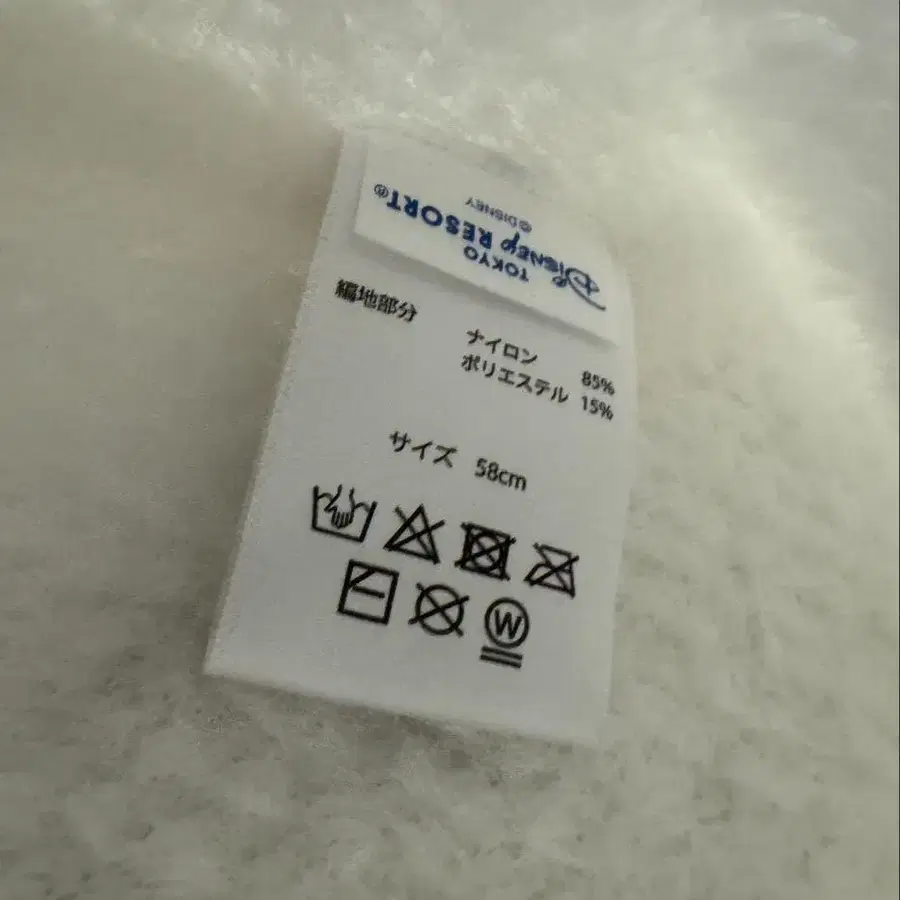 TOKYO
Disney RESORT®
©DISNEY
編地部分
ナイロン 85%
ポリエステル 15%
サイズ 58cm
W